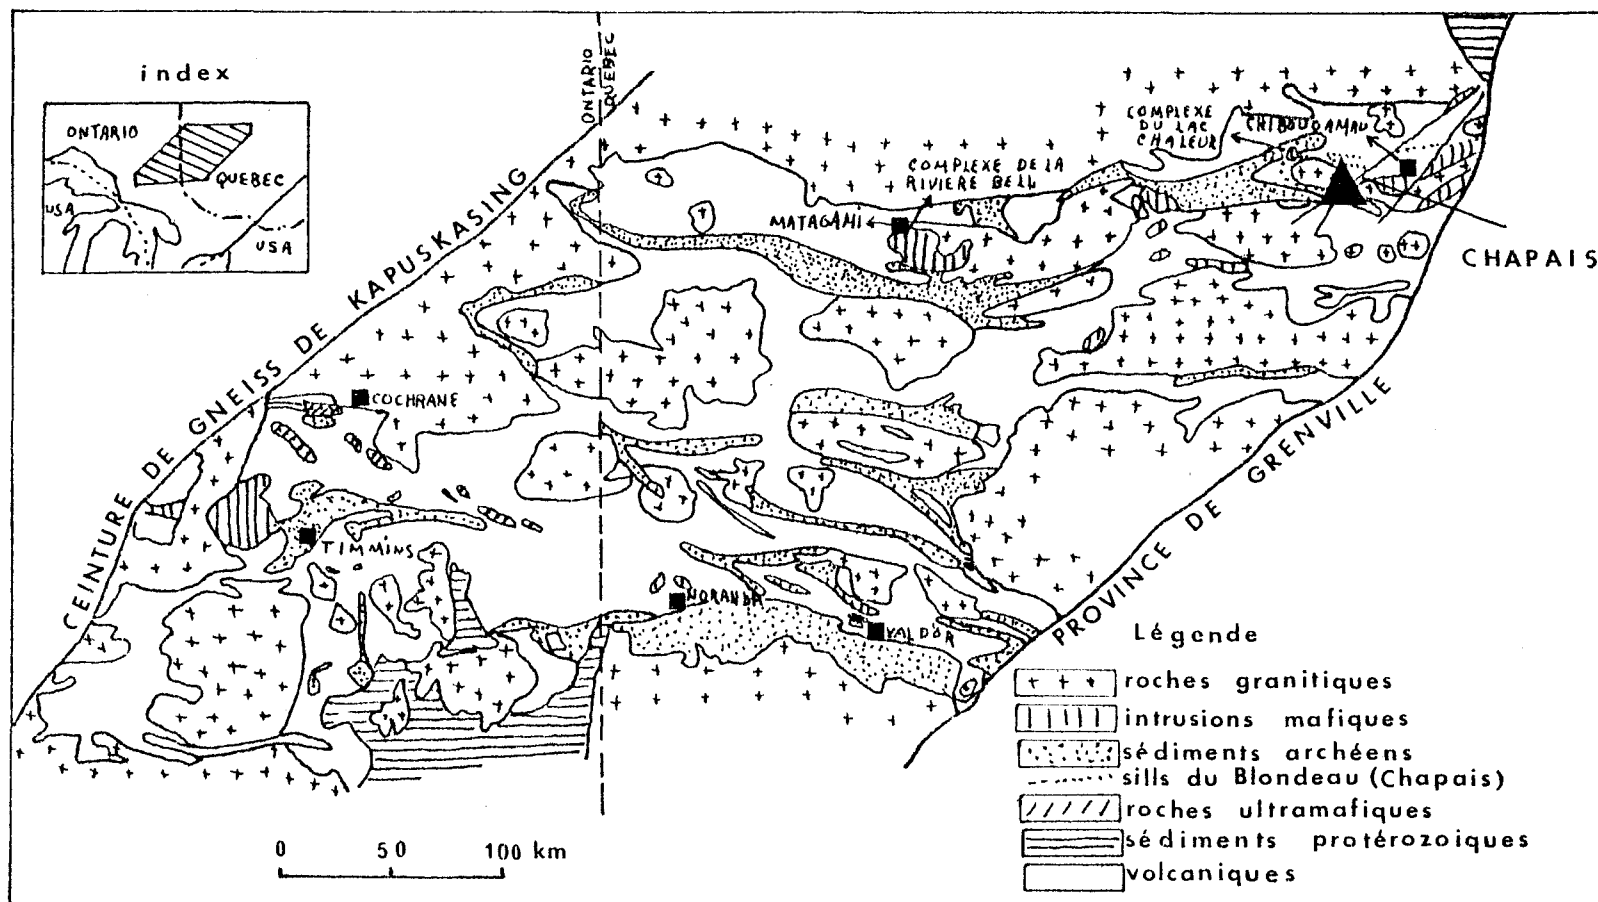 index
ONTARIO
QUEBEC
USA
USA
ONTARIO
QUEBEC
CEINTURE DE GNEISS DE KAPUSKASING
COMPLEXE
DU LAC
CHALEUR
CHIBOUGAMAU
COMPLEXE DE LA
RIVIERE BELL
MATAGAMI
CHAPAIS
COCHRANE
TIMMINS
NORANDA
VALDOR
PROVINCE DE GRENVILLE
Légende
roches granitiques
intrusions mafiques
sédiments archéens
sills du Blondeau (Chapais)
roches ultramafiques
sédiments protérozoiques
volcaniques
0 50 100 km